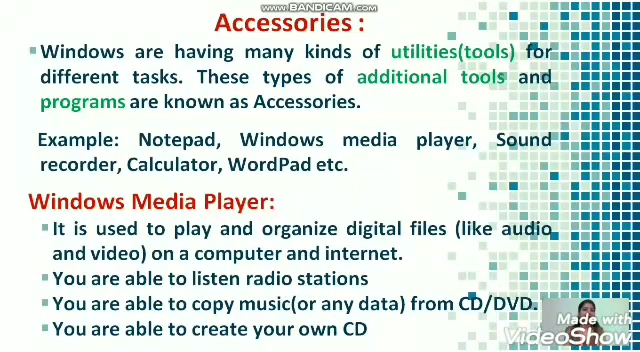 www.BANDICAM.com
Accessories :
Windows are having many kinds of utilities(tools) for
different tasks. These types of additional tools and
programs are known as Accessories.
Example: Notepad, Windows media player, Sound
recorder, Calculator, WordPad etc.
Windows Media Player:
It is used to play and organize digital files (like audio
and video) on a computer and internet.
You are able to listen radio stations
You are able to copy music(or any data) from CD/DVD.
You are able to create your own CD
Made with
VideoShow